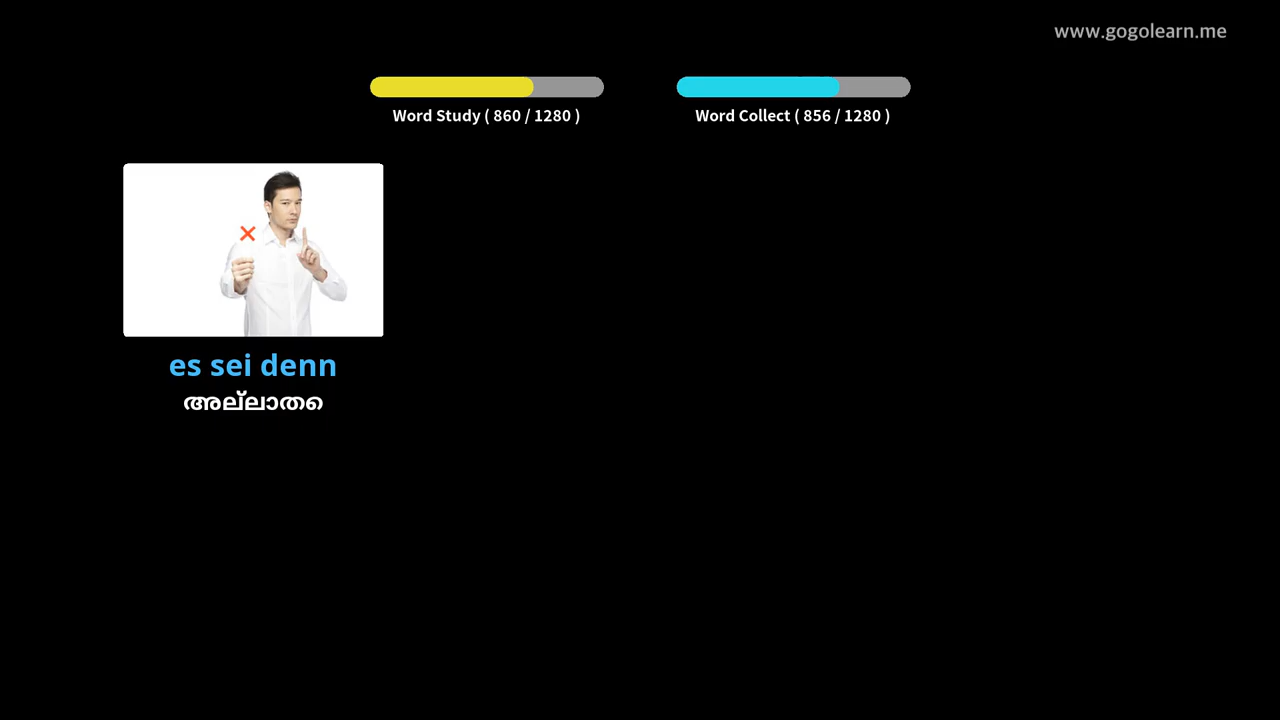 www.gogolearn.me
Word Study ( 860 / 1280 )
Word Collect ( 856 / 1280 )
es sei denn
അല്ലാതെ